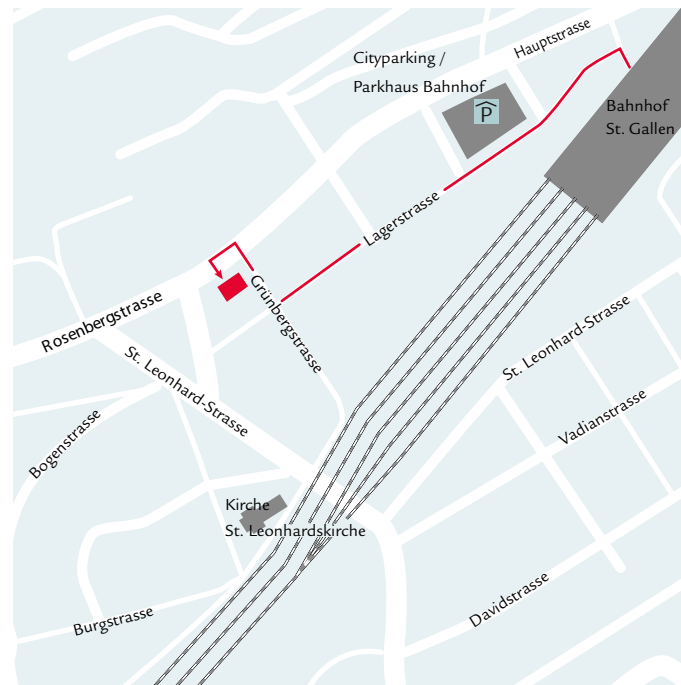 Hauptstrasse
Cityparking /
Parkhaus Bahnhof
P
Bahnhof
St. Gallen
Lagerstrasse
Grünbergstrasse
Rosenbergstrasse
St. Leonhard-Strasse
St. Leonhard-Strasse
Vadianstrasse
Bogenstrasse
Kirche
St. Leonhardskirche
Davidstrasse
Burgstrasse